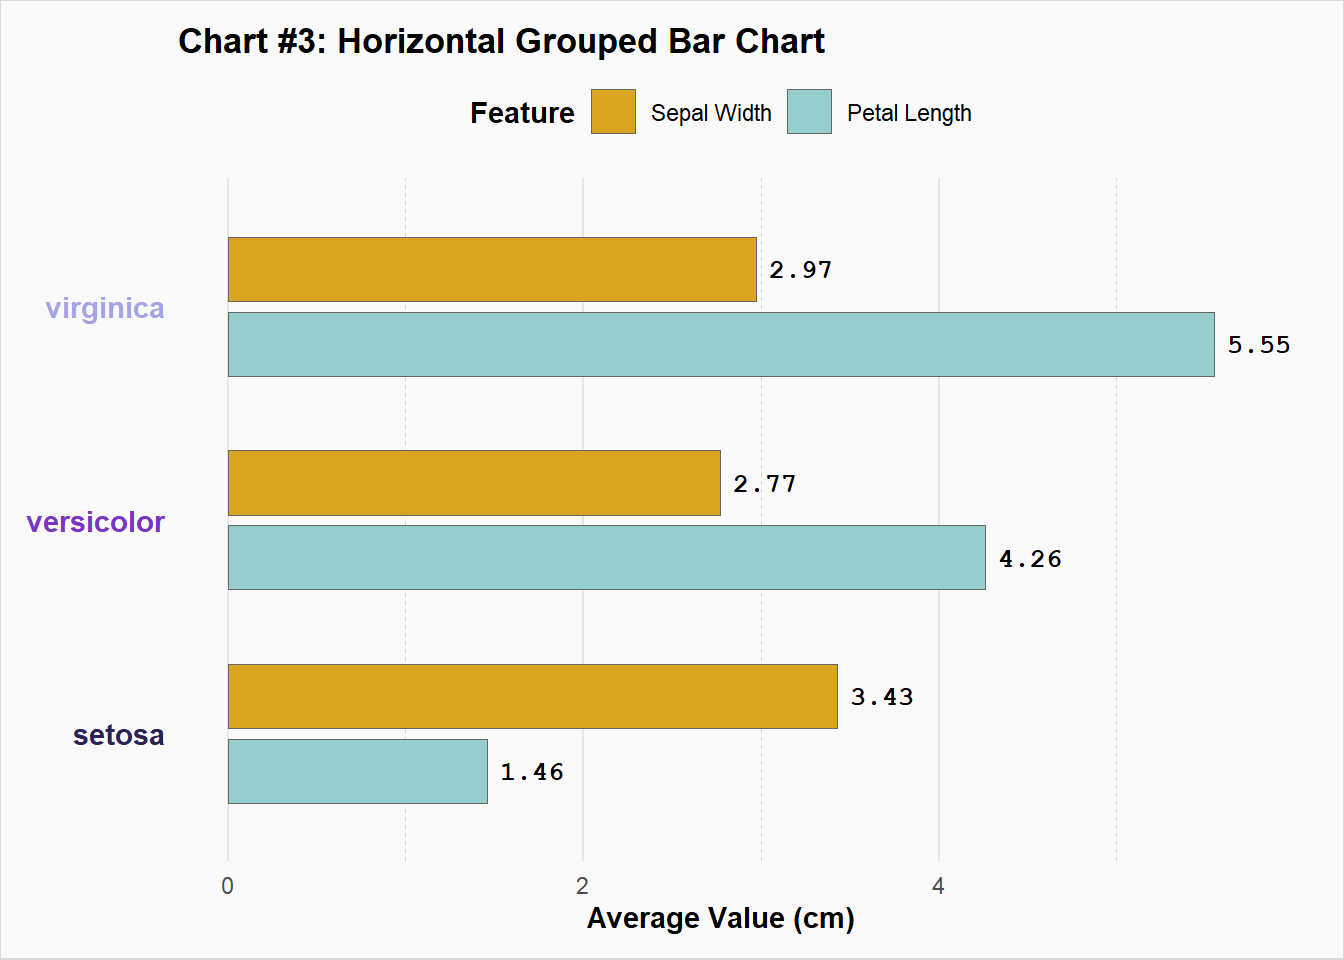 Chart #3: Horizontal Grouped Bar Chart
Feature Sepal Width Petal Length
virginica
2.97
5.55
versicolor
2.77
4.26
setosa
3.43
1.46
0 2 4
Average Value (cm)